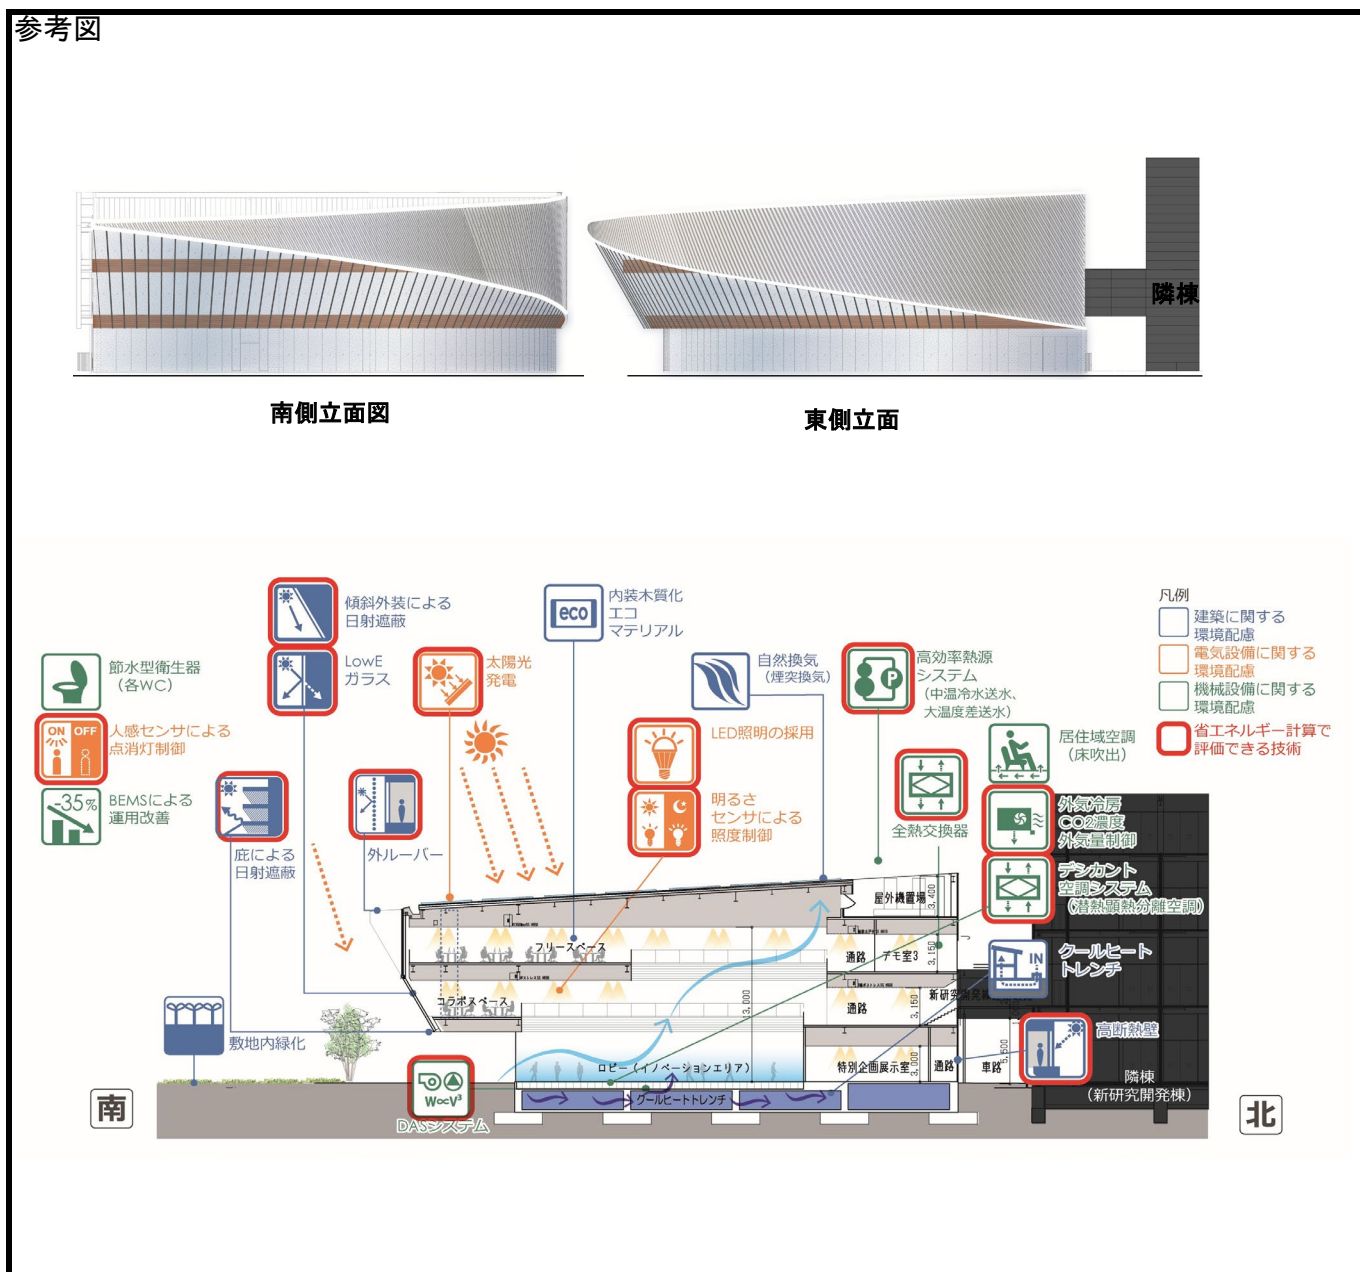 参考図
隣棟
南側立面図
東側立面
傾斜外装による
日射遮蔽
LowE
ガラス
太陽光
発電
eco
内装木質化
エコ
マテリアル
自然換気
(煙突換気)
高効率熱源
システム
(中温冷水送水、
大温度差送水)
P
凡例
建築に関する
環境配慮
電気設備に関する
環境配慮
機械設備に関する
環境配慮
省エネルギー計算で
評価できる技術
節水型衛生器
(各WC)
ON OFF
人感センサによる
点消灯制御
-35%
BEMSによる
運用改善
庇による
日射遮蔽
外ルーバー
LED照明の採用
明るさ
センサによる
照度制御
全熱交換器
居住域空調
(床吹出)
外気冷房
CO2濃度
外気量制御
デシカント
空調システム
(潜熱顕熱分離空調)
IN
クールヒート
トレンチ
高断熱壁
敷地内緑化
屋外機置場
3,400
フリースペース
通路
デモ室3
3,150
コラボスペース
13,000
通路
3,150
ロビー(イノベーションエリア)
特別企画展示室
3,000
通路
車路
クールヒートトレンチ
W∝V³
DASシステム
隣棟
(新研究開発棟)
南
北